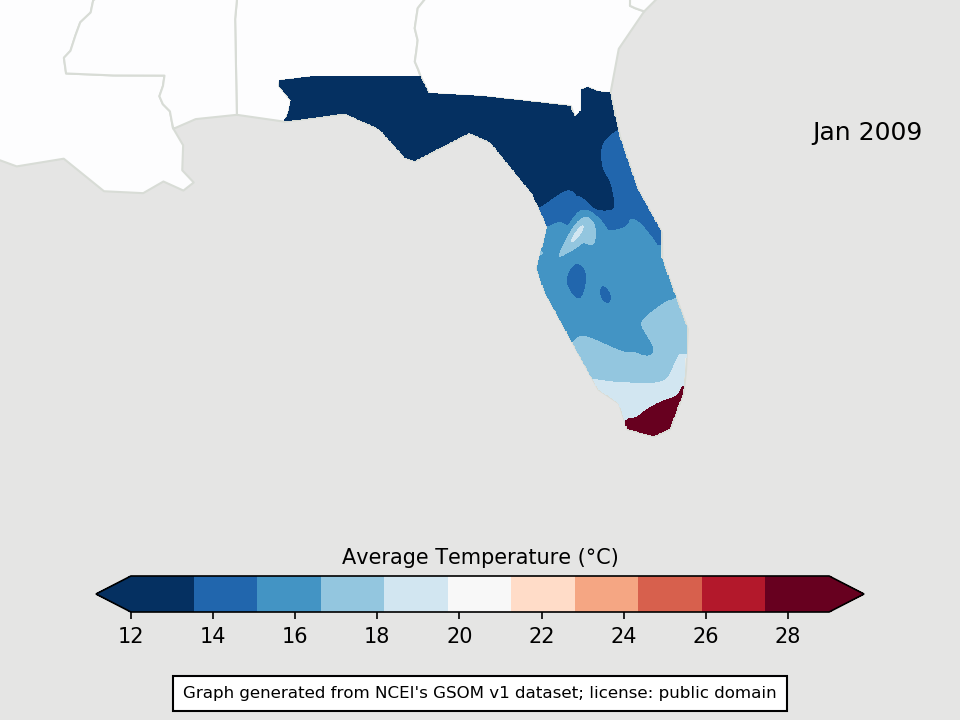 Jan 2009
Average Temperature (°C)
12 14 16 18 20 22 24 26 28
Graph generated from NCEI's GSOM v1 dataset; license: public domain